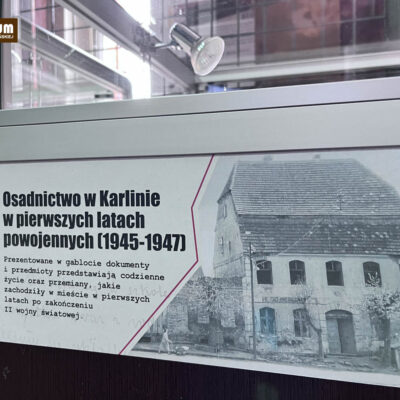 Osadnictwo w Karlinie
w pierwszych latach
powojennych (1945-1947)
Prezentowane w gablocie dokumenty
i przedmioty przedstawiają codzienne
życie oraz przemiany, jakie
zachodziły w mieście w pierwszych
latach po zakończeniu
II wojny światowej.